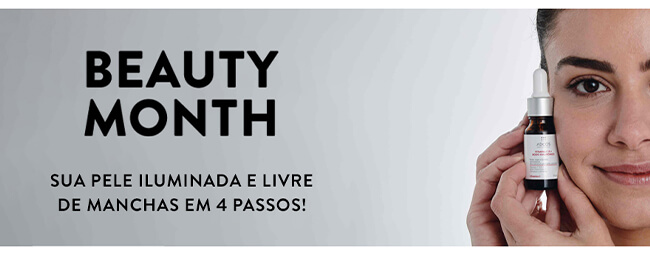 BEAUTY
MONTH
SUA PELE ILUMINADA E LIVRE
DE MANCHAS EM 4 PASSOS!